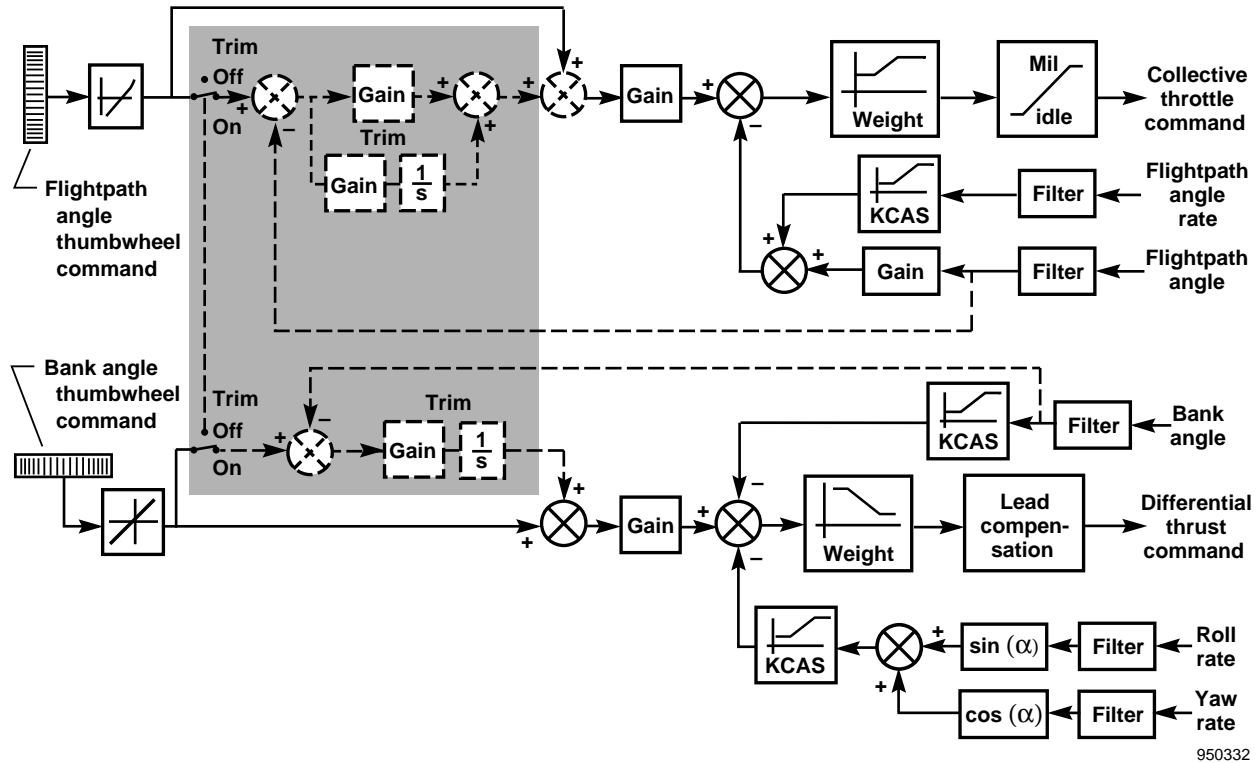 Trim
Off
+
On
–
Gain
+
+
Trim
Gain
1
s
+
+
Gain
+
–
Weight
Mil
idle
Collective
throttle
command
Flightpath
angle
thumbwheel
command
KCAS
Filter
Flightpath
angle
rate
+
+
Gain
Filter
Flightpath
angle
Bank angle
thumbwheel
command
Trim
Off
On
+
–
Trim
Gain
1
s
+
+
Gain
+
–
–
KCAS
Filter
Bank
angle
Weight
Lead
compen-
sation
Differential
thrust
command
KCAS
+
+
sin (α)
Filter
Roll
rate
cos (α)
Filter
Yaw
rate
950332